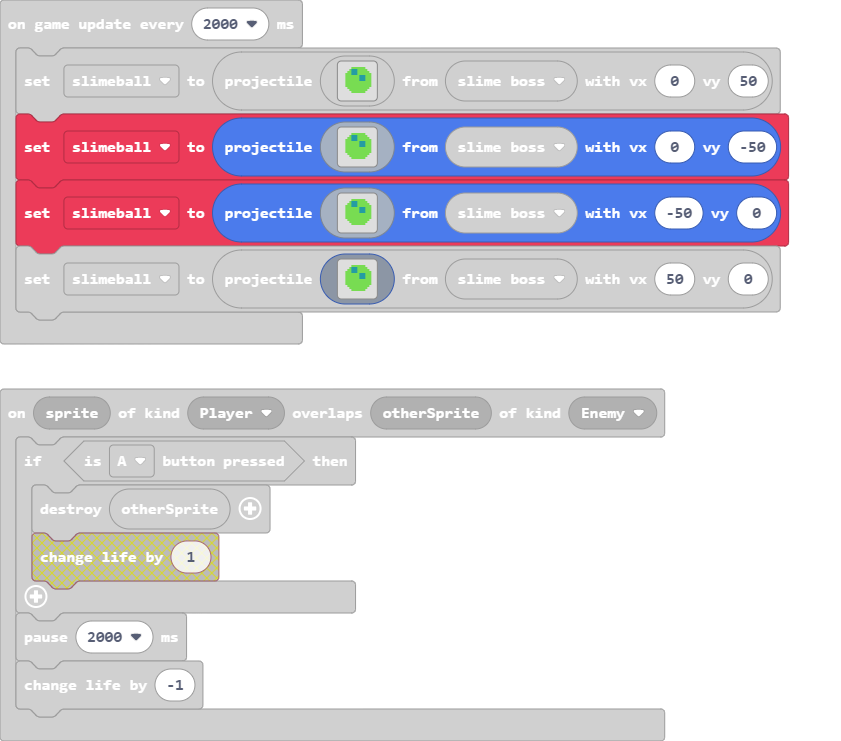 on game update every 2000 ms
set slimeball to projectile from slime boss with vx 0 vy 50
set slimeball to projectile from slime boss with vx 0 vy -50
set slimeball to projectile from slime boss with vx -50 vy 0
set slimeball to projectile from slime boss with vx 50 vy 0
on sprite of kind Player overlaps otherSprite of kind Enemy
if is A button pressed then
destroy otherSprite
change life by 1
pause 2000 ms
change life by -1